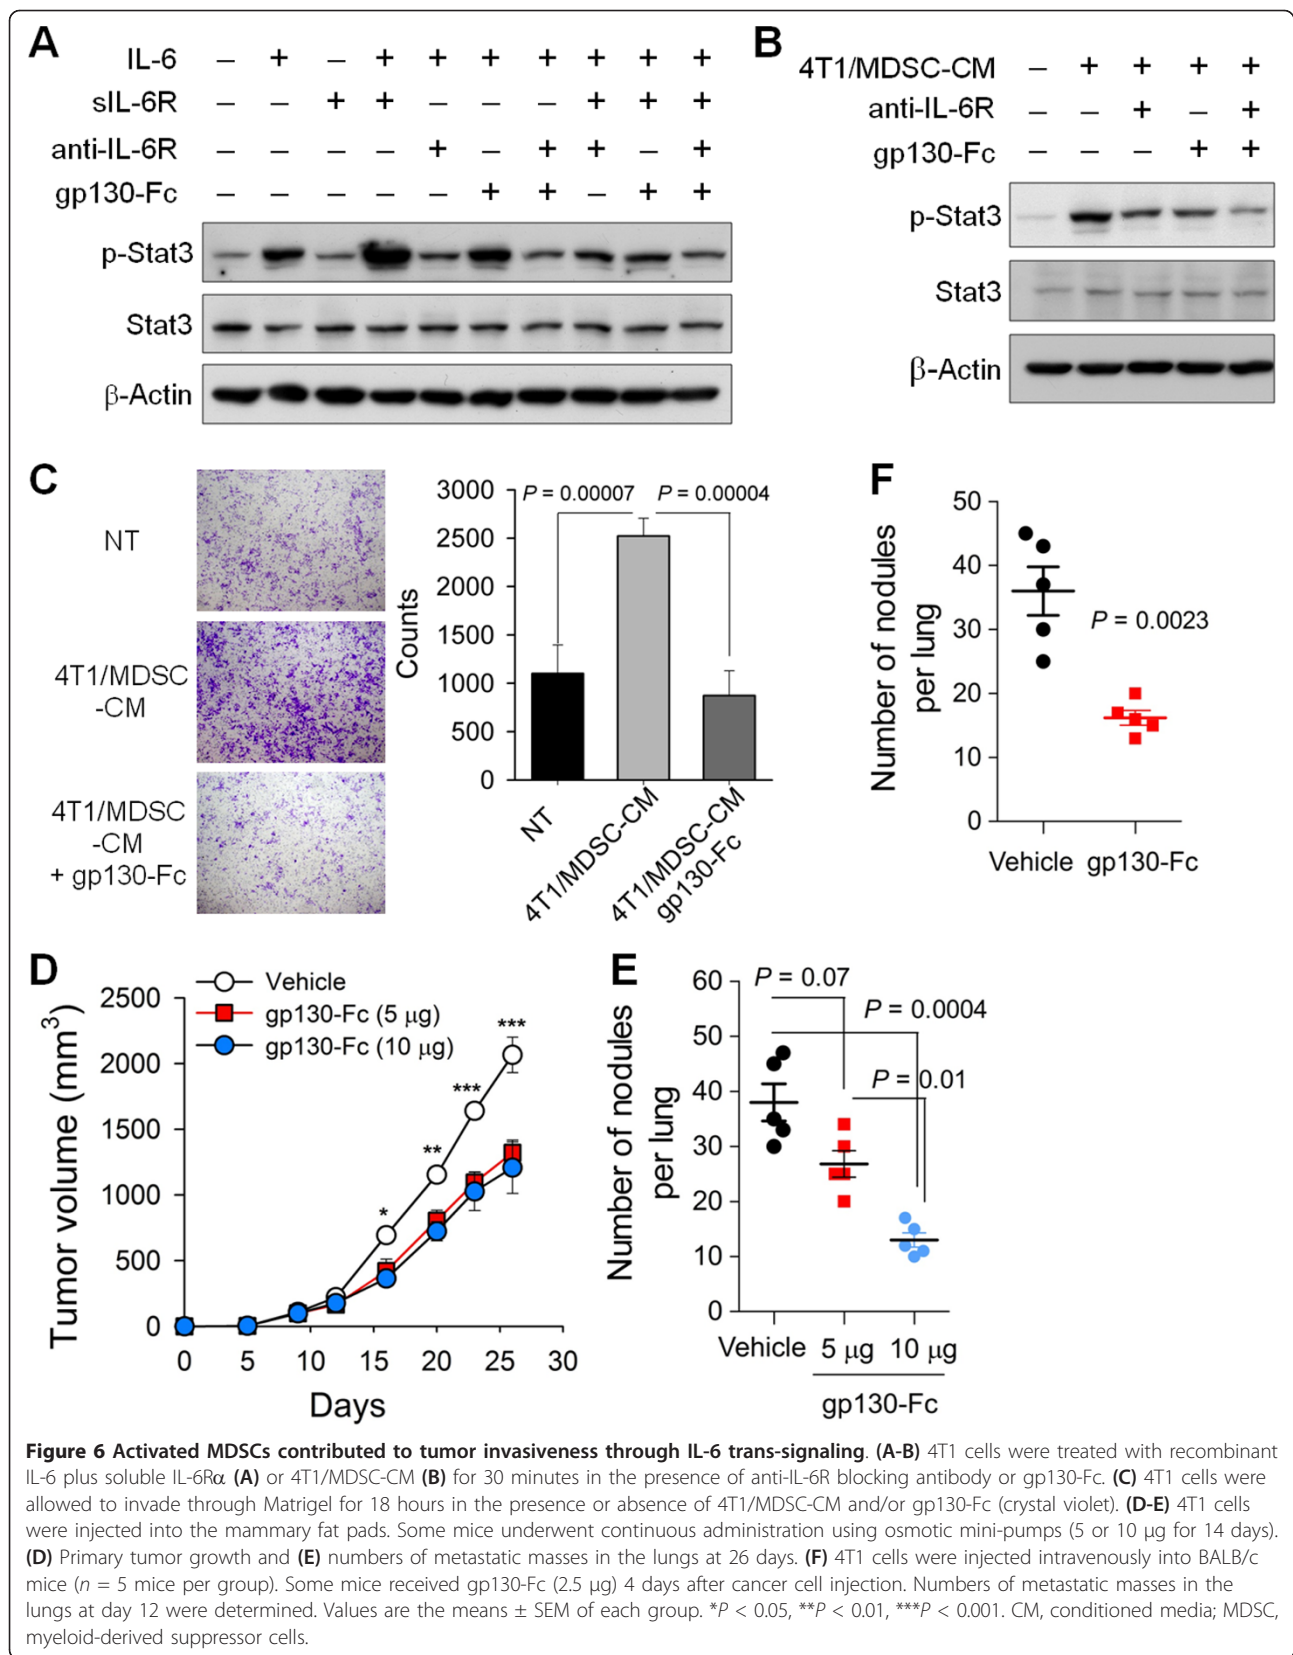 A
IL-6 – + – + + + + + + +
sIL-6R – – + + – – – + + +
anti-IL-6R – – – – + – + + – +
gp130-Fc – – – – – + + – + +
p-Stat3
Stat3
β-Actin
B
4T1/MDSC-CM – + + + +
anti-IL-6R – – + – +
gp130-Fc – – – + +
p-Stat3
Stat3
β-Actin
C
NT
4T1/MDSC
-CM
4T1/MDSC
-CM
+ gp130-Fc
Counts
3000
2500
2000
1500
1000
500
0
P = 0.00007
P = 0.00004
NT
4T1/MDSC-CM
4T1/MDSC-CM
gp130-Fc
F
Number of nodules
per lung
50
40
30
20
10
0
P = 0.0023
Vehicle gp130-Fc
D
Vehicle
gp130-Fc (5 μg)
gp130-Fc (10 μg)
Tumor volume (mm³)
2500
2000
1500
1000
500
0
*
**
***
***
0 5 10 15 20 25 30
Days
E
Number of nodules
per lung
60
50
40
30
20
10
0
P = 0.07
P = 0.0004
P = 0.01
Vehicle 5 μg 10 μg
gp130-Fc
Figure 6 Activated MDSCs contributed to tumor invasiveness through IL-6 trans-signaling. (A-B) 4T1 cells were treated with recombinant
IL-6 plus soluble IL-6Rα (A) or 4T1/MDSC-CM (B) for 30 minutes in the presence of anti-IL-6R blocking antibody or gp130-Fc. (C) 4T1 cells were
allowed to invade through Matrigel for 18 hours in the presence or absence of 4T1/MDSC-CM and/or gp130-Fc (crystal violet). (D-E) 4T1 cells
were injected into the mammary fat pads. Some mice underwent continuous administration using osmotic mini-pumps (5 or 10 μg for 14 days).
(D) Primary tumor growth and (E) numbers of metastatic masses in the lungs at 26 days. (F) 4T1 cells were injected intravenously into BALB/c
mice (n = 5 mice per group). Some mice received gp130-Fc (2.5 μg) 4 days after cancer cell injection. Numbers of metastatic masses in the
lungs at day 12 were determined. Values are the means ± SEM of each group. *P < 0.05, **P < 0.01, ***P < 0.001. CM, conditioned media; MDSC,
myeloid-derived suppressor cells.